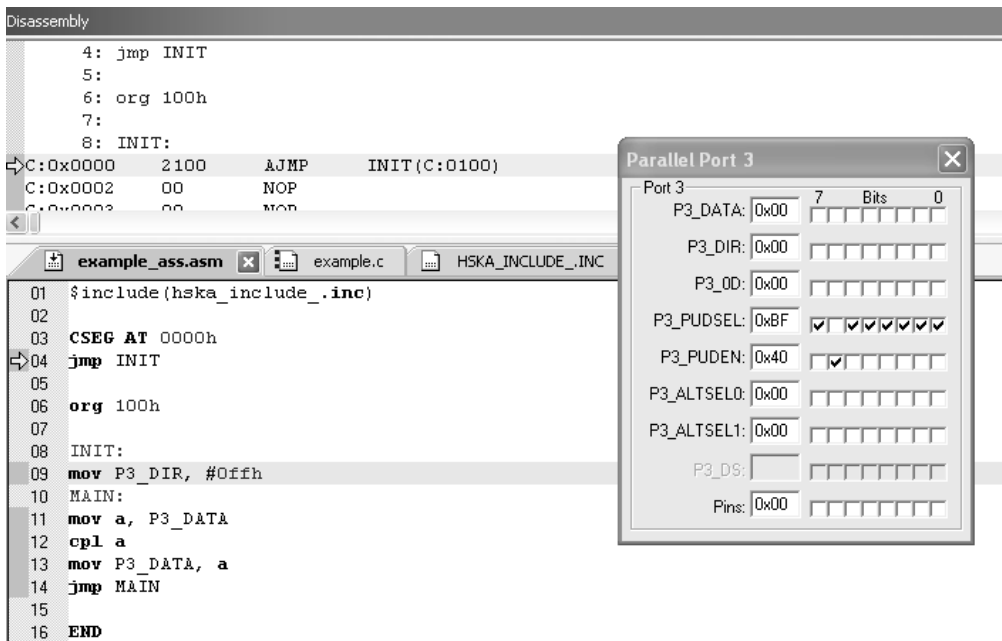 Disassembly
4: jmp INIT
5:
6: org 100h
7:
8: INIT:
C:0x0000 2100 AJMP INIT(C:0100)
C:0x0002 00 NOP
C:0x0003 00 NOP
example_ass.asm example.c HSKA_INCLUDE_.INC
01 $include(hska_include_.inc)
02
03 CSEG AT 0000h
04 jmp INIT
05
06 org 100h
07
08 INIT:
09 mov P3_DIR, #0ffh
10 MAIN:
11 mov a, P3_DATA
12 cpl a
13 mov P3_DATA, a
14 jmp MAIN
15
16 END
Parallel Port 3
Port 3
7 Bits 0
P3_DATA: 0x00
P3_DIR: 0x00
P3_0D: 0x00
P3_PUDSEL: 0xBF
P3_PUDEN: 0x40
P3_ALTSEL0: 0x00
P3_ALTSEL1: 0x00
P3_DS:
Pins: 0x00